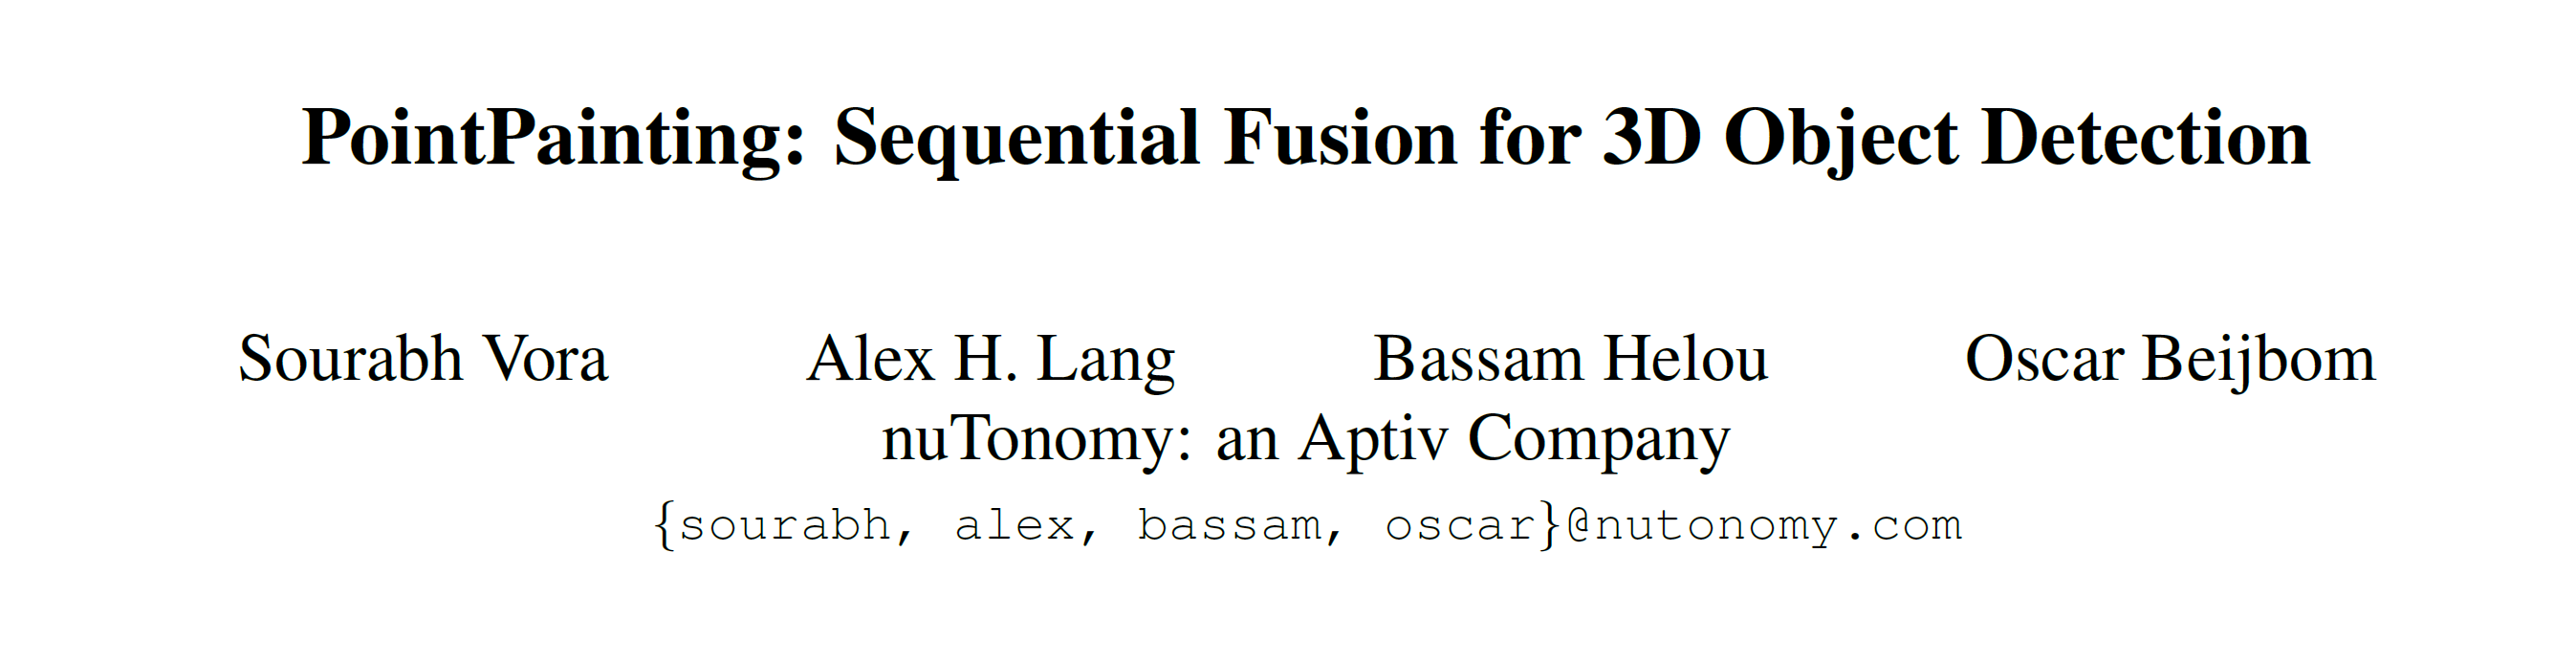 PointPainting: Sequential Fusion for 3D Object Detection
Sourabh Vora Alex H. Lang Bassam Helou Oscar Beijbom
nuTonomy: an Aptiv Company
{sourabh, alex, bassam, oscar}@nutonomy.com